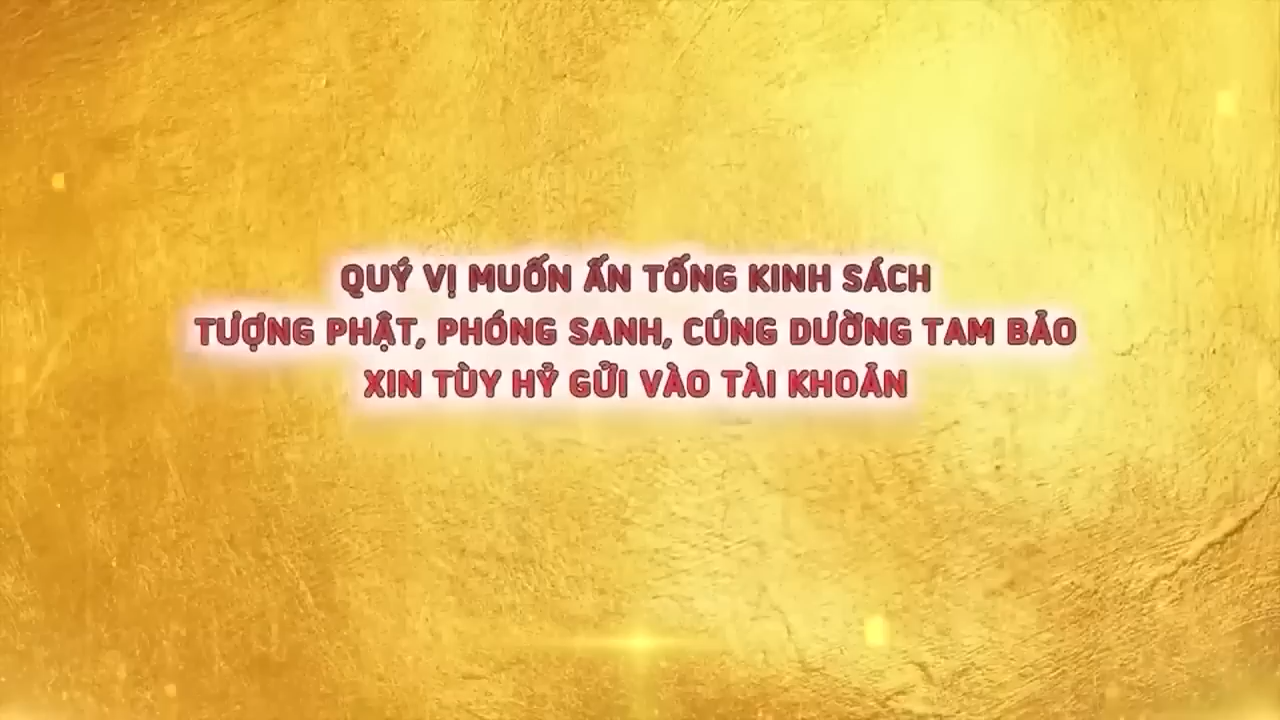 QUÝ VỊ MUỐN ẤN TỐNG KINH SÁCH
TƯỢNG PHẬT, PHÓNG SANH, CÚNG DƯỜNG TAM BẢO
XIN TÙY HỶ GỬI VÀO TÀI KHOẢN